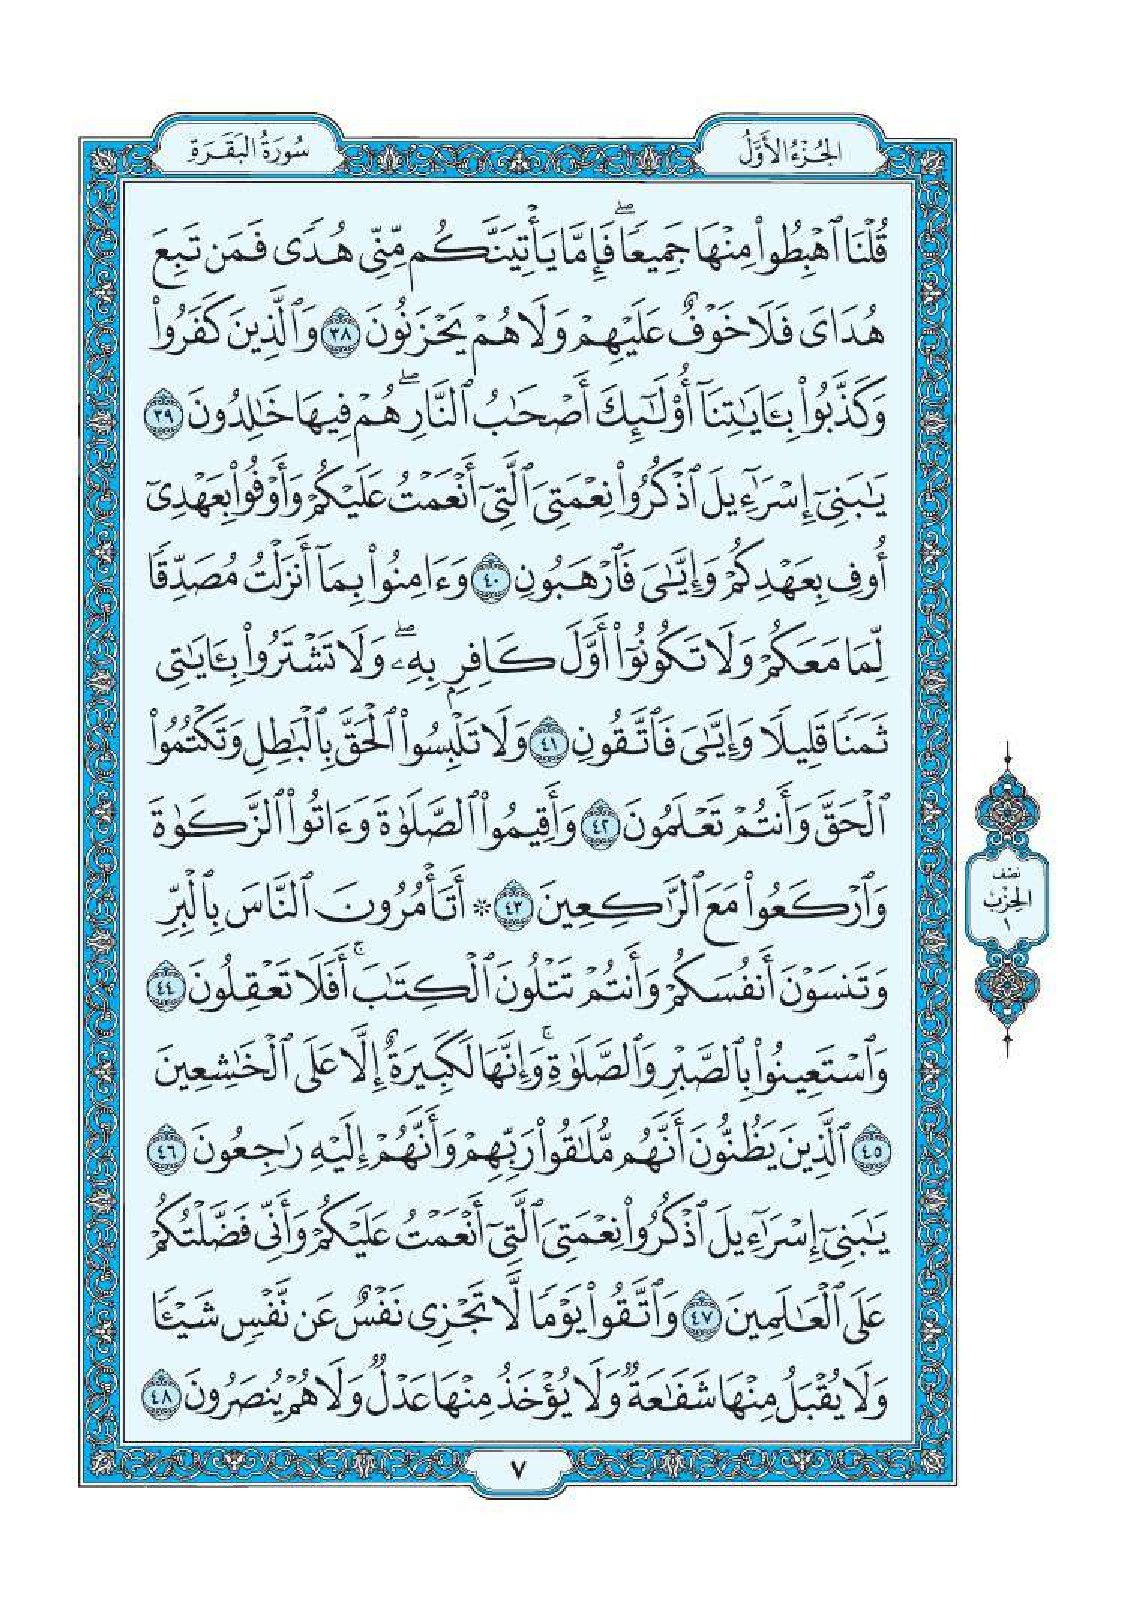 الجُزْءُ الأَوَّلُ
سُورَةُ البَقَرَةِ
قُلْنَا ٱهْبِطُوا۟ مِنْهَا جَمِيعًاۖ فَإِمَّا يَأْتِيَنَّكُم مِّنِّى هُدًى فَمَن تَبِعَ
هُدَاىَ فَلَا خَوْفٌ عَلَيْهِمْ وَلَا هُمْ يَحْزَنُونَ ٣٨ وَٱلَّذِينَ كَفَرُوا۟
وَكَذَّبُوا۟ بِـَٔايَـٰتِنَآ أُو۟لَـٰٓئِكَ أَصْحَـٰبُ ٱلنَّارِۖ هُمْ فِيهَا خَـٰلِدُونَ ٣٩
يَـٰبَنِىٓ إِسْرَٰٓءِيلَ ٱذْكُرُوا۟ نِعْمَتِىَ ٱلَّتِىٓ أَنْعَمْتُ عَلَيْكُمْ وَأَوْفُوا۟ بِعَهْدِىٓ
أُوفِ بِعَهْدِكُمْ وَإِيَّـٰىَ فَٱرْهَبُونِ ٤٠ وَءَامِنُوا۟ بِمَآ أَنزَلْتُ مُصَدِّقًا
لِّمَا مَعَكُمْ وَلَا تَكُونُوٓا۟ أَوَّلَ كَافِرٍۭ بِهِۦۖ وَلَا تَشْتَرُوا۟ بِـَٔايَـٰتِى
ثَمَنًا قَلِيلًا وَإِيَّـٰىَ فَٱتَّقُونِ ٤١ وَلَا تَلْبِسُوا۟ ٱلْحَقَّ بِٱلْبَـٰطِلِ وَتَكْتُمُوا۟
ٱلْحَقَّ وَأَنتُمْ تَعْلَمُونَ ٤٢ وَأَقِيمُوا۟ ٱلصَّلَوٰةَ وَءَاتُوا۟ ٱلزَّكَوٰةَ
وَٱرْكَعُوا۟ مَعَ ٱلرَّٰكِعِينَ ٤٣ ۞ أَتَأْمُرُونَ ٱلنَّاسَ بِٱلْبِرِّ
وَتَنسَوْنَ أَنفُسَكُمْ وَأَنتُمْ تَتْلُونَ ٱلْكِتَـٰبَۚ أَفَلَا تَعْقِلُونَ ٤٤
وَٱسْتَعِينُوا۟ بِٱلصَّبْرِ وَٱلصَّلَوٰةِۚ وَإِنَّهَا لَكَبِيرَةٌ إِلَّا عَلَى ٱلْخَـٰشِعِينَ
٤٥ ٱلَّذِينَ يَظُنُّونَ أَنَّهُم مُّلَـٰقُوا۟ رَبِّهِمْ وَأَنَّهُمْ إِلَيْهِ رَٰجِعُونَ ٤٦
يَـٰبَنِىٓ إِسْرَٰٓءِيلَ ٱذْكُرُوا۟ نِعْمَتِىَ ٱلَّتِىٓ أَنْعَمْتُ عَلَيْكُمْ وَأَنِّى فَضَّلْتُكُمْ
عَلَى ٱلْعَـٰلَمِينَ ٤٧ وَٱتَّقُوا۟ يَوْمًا لَّا تَجْزِى نَفْسٌ عَن نَّفْسٍ شَيْـًٔا
وَلَا يُقْبَلُ مِنْهَا شَفَـٰعَةٌ وَلَا يُؤْخَذُ مِنْهَا عَدْلٌ وَلَا هُمْ يُنصَرُونَ ٤٨
نصف
الحِزْب
١
٧